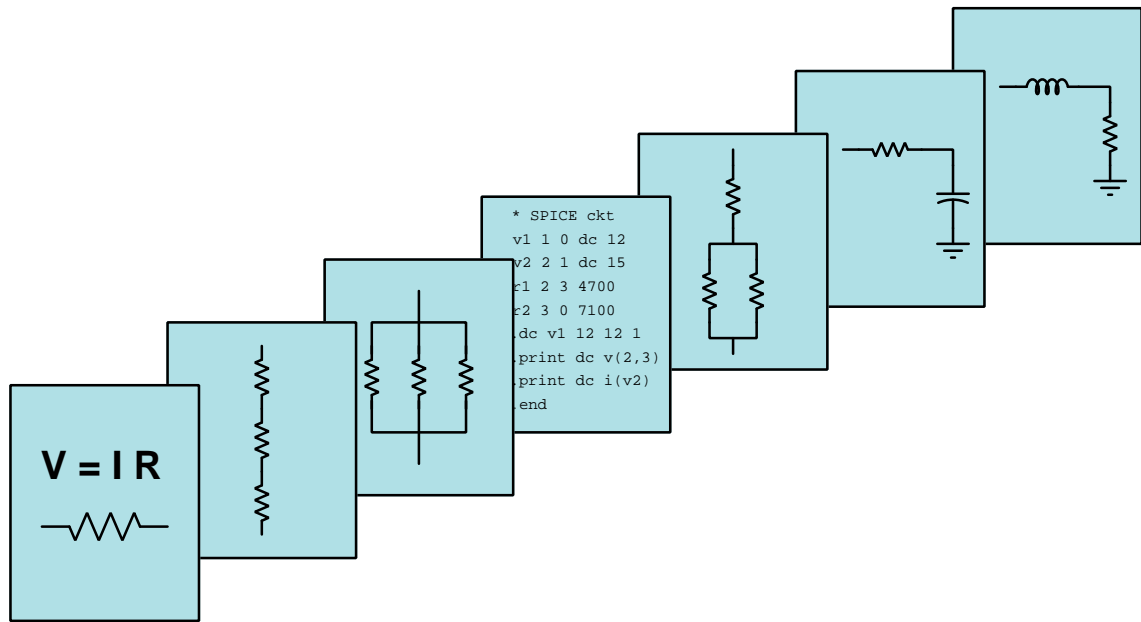 * SPICE ckt
v1 1 0 dc 12
v2 2 1 dc 15
r1 2 3 4700
r2 3 0 7100
.dc v1 12 12 1
.print dc v(2,3)
.print dc i(v2)
.end
V = I R